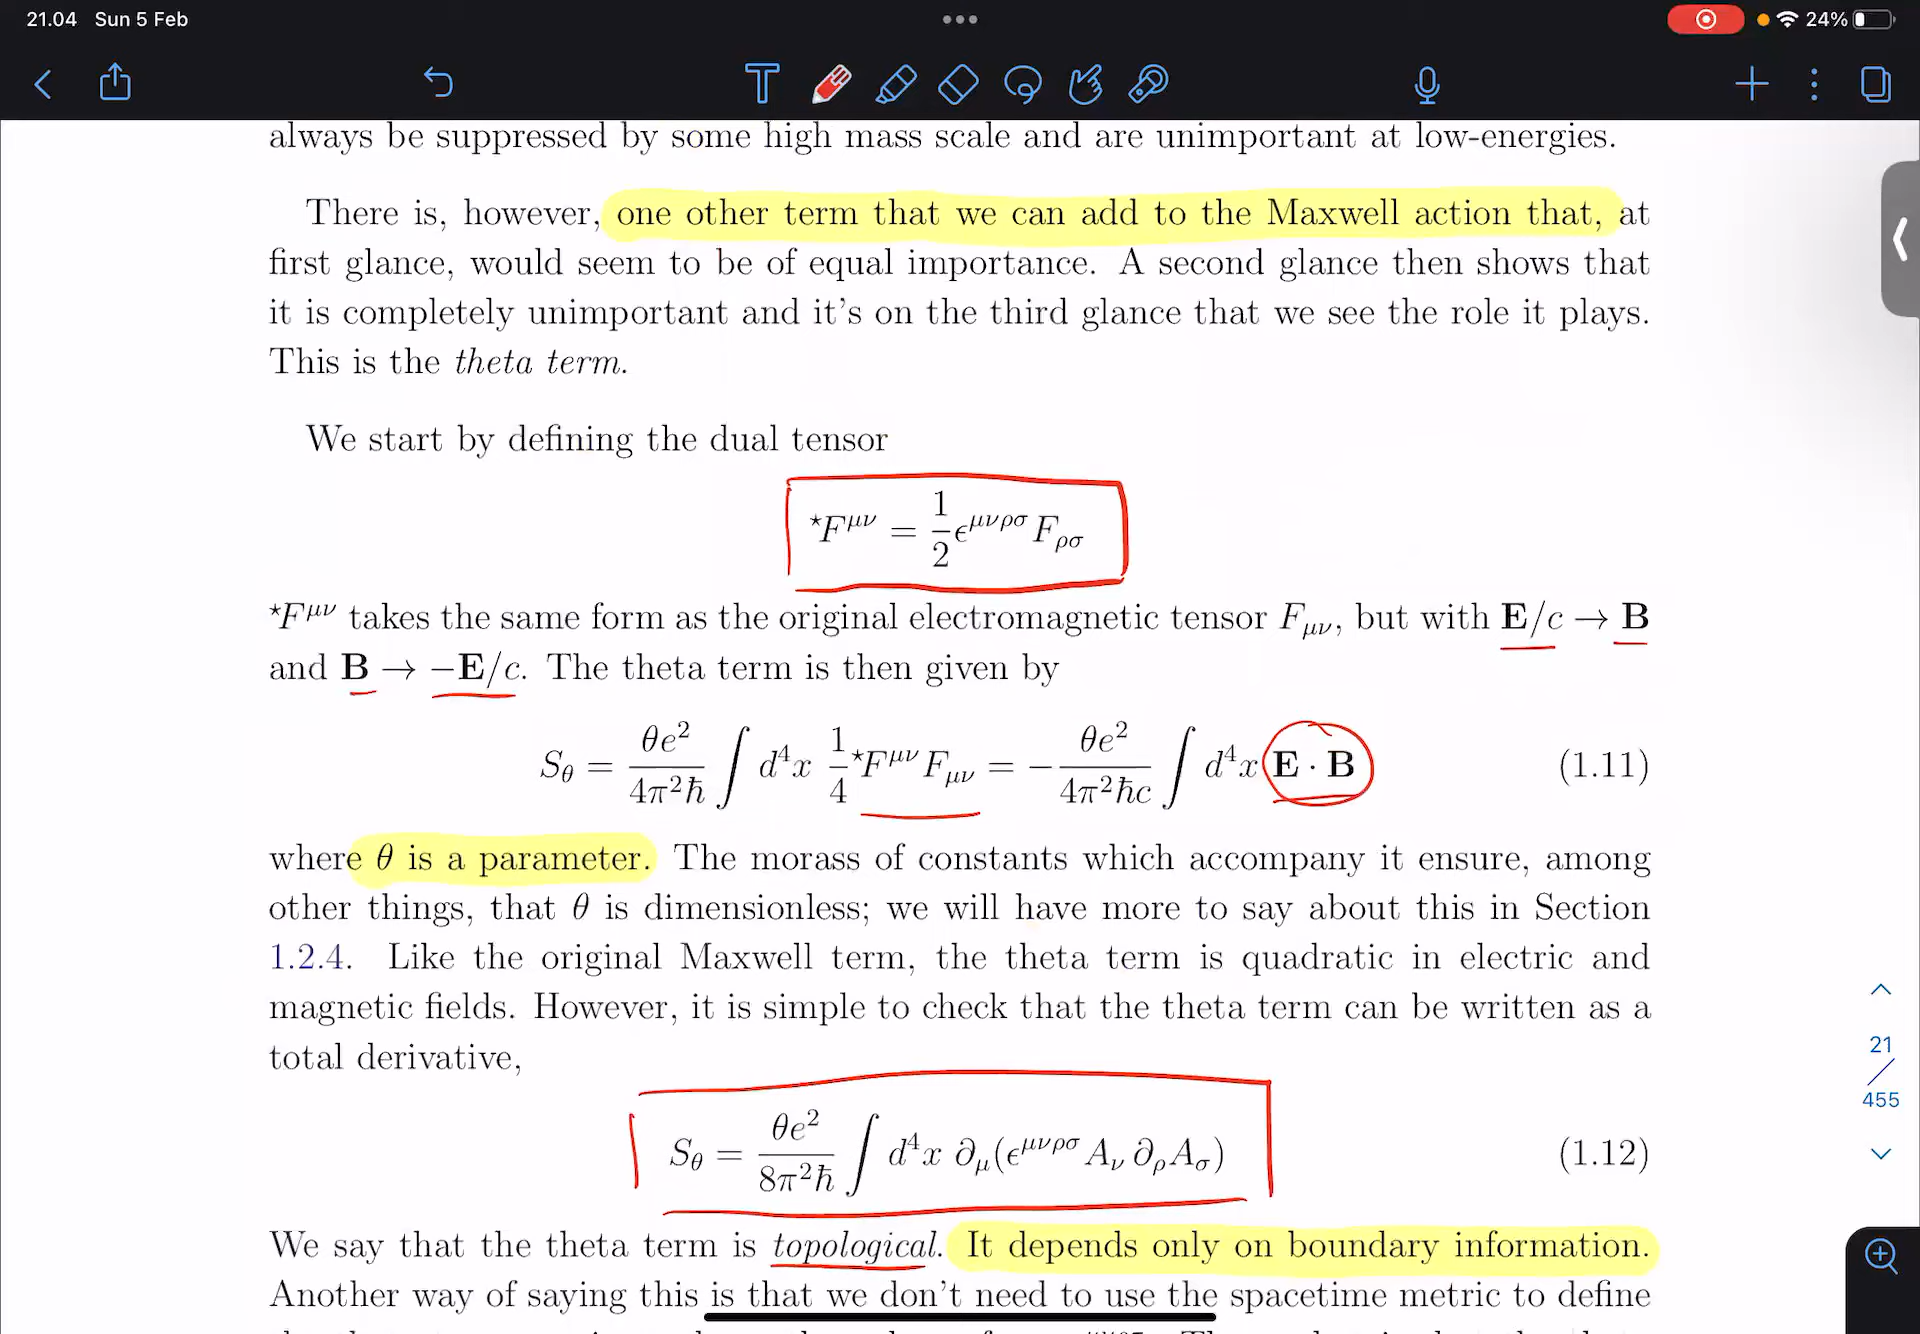 21.04 Sun 5 Feb
24%
always be suppressed by some high mass scale and are unimportant at low-energies.
There is, however, one other term that we can add to the Maxwell action that, at
first glance, would seem to be of equal importance. A second glance then shows that
it is completely unimportant and it's on the third glance that we see the role it plays.
This is the theta term.
We start by defining the dual tensor
⋆F^{μν} = \frac{1}{2} ε^{μνρσ} F_{ρσ}
⋆F^{μν} takes the same form as the original electromagnetic tensor F_{μν}, but with E/c → B
and B → −E/c. The theta term is then given by
S_θ = \frac{θe²}{4π²ℏ} ∫ d⁴x \frac{1}{4} ⋆F^{μν} F_{μν} = − \frac{θe²}{4π²ℏc} ∫ d⁴x E · B (1.11)
where θ is a parameter. The morass of constants which accompany it ensure, among
other things, that θ is dimensionless; we will have more to say about this in Section
1.2.4. Like the original Maxwell term, the theta term is quadratic in electric and
magnetic fields. However, it is simple to check that the theta term can be written as a
total derivative,
S_θ = \frac{θe²}{8π²ℏ} ∫ d⁴x ∂_μ(ε^{μνρσ} A_ν ∂_ρ A_σ) (1.12)
We say that the theta term is topological. It depends only on boundary information.
Another way of saying this is that we don't need to use the spacetime metric to define
21
/
455